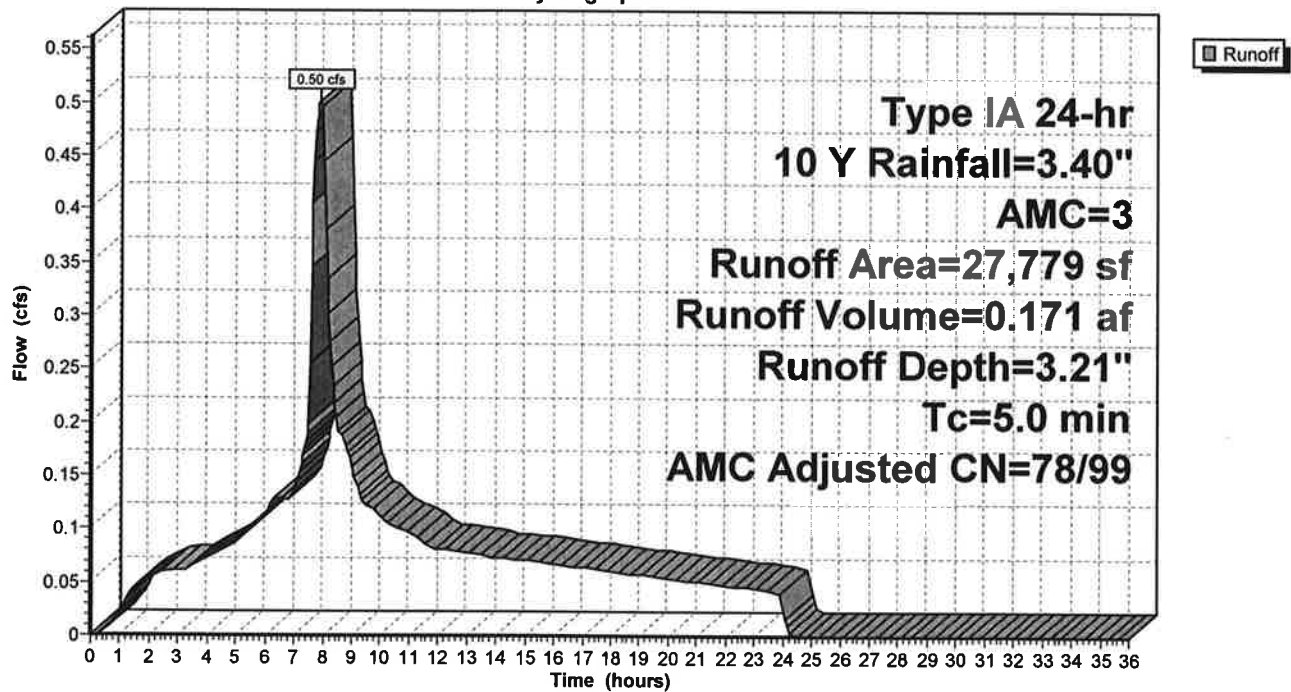 Runoff
0.50 cfs
Type IA 24-hr
10 Y Rainfall=3.40"
AMC=3
Runoff Area=27,779 sf
Runoff Volume=0.171 af
Runoff Depth=3.21"
Tc=5.0 min
AMC Adjusted CN=78/99
Flow (cfs)
0.55
0.5
0.45
0.4
0.35
0.3
0.25
0.2
0.15
0.1
0.05
0
0 1 2 3 4 5 6 7 8 9 10 11 12 13 14 15 16 17 18 19 20 21 22 23 24 25 26 27 28 29 30 31 32 33 34 35 36
Time (hours)